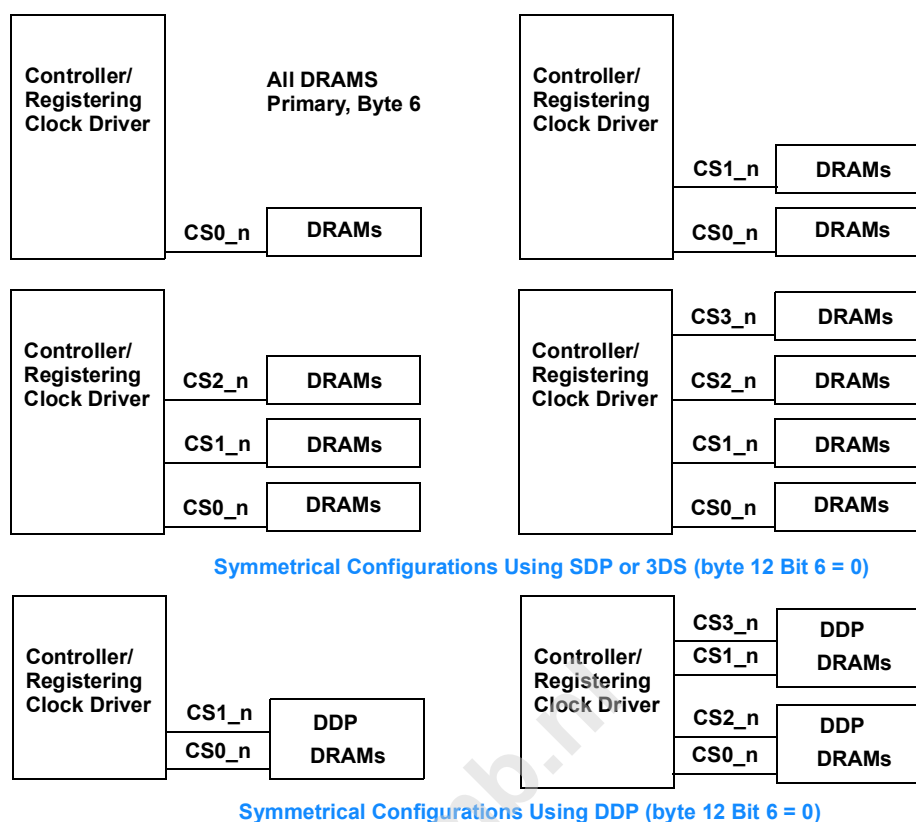 Controller/
Registering
Clock Driver
All DRAMS
Primary, Byte 6
CS0_n
DRAMs
Controller/
Registering
Clock Driver
CS1_n
DRAMs
CS0_n
DRAMs
Controller/
Registering
Clock Driver
CS2_n
DRAMs
CS1_n
DRAMs
CS0_n
DRAMs
Controller/
Registering
Clock Driver
CS3_n
DRAMs
CS2_n
DRAMs
CS1_n
DRAMs
CS0_n
DRAMs
Symmetrical Configurations Using SDP or 3DS (byte 12 Bit 6 = 0)
Controller/
Registering
Clock Driver
CS1_n
CS0_n
DDP
DRAMs
Controller/
Registering
Clock Driver
CS3_n
CS1_n
DDP
DRAMs
CS2_n
CS0_n
DDP
DRAMs
Symmetrical Configurations Using DDP (byte 12 Bit 6 = 0)